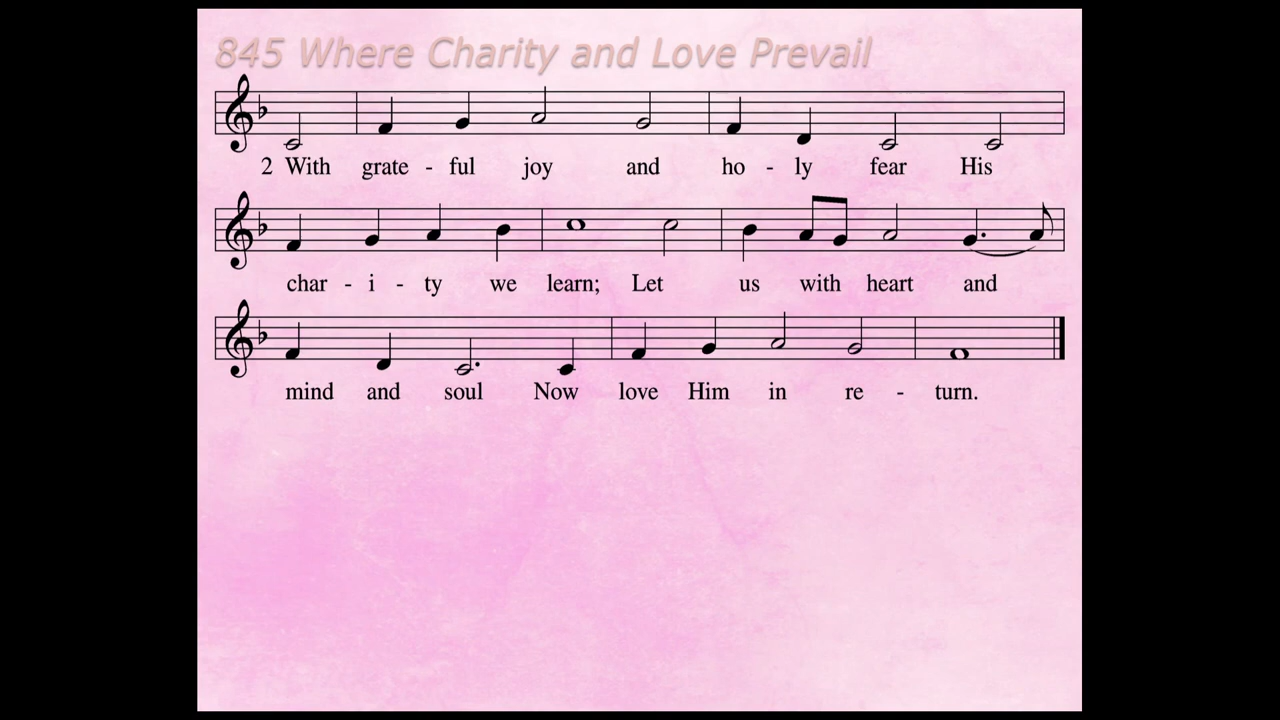 845 Where Charity and Love Prevail
2 With grate - ful joy and ho - ly fear His
char - i - ty we learn; Let us with heart and
mind and soul Now love Him in re - turn.